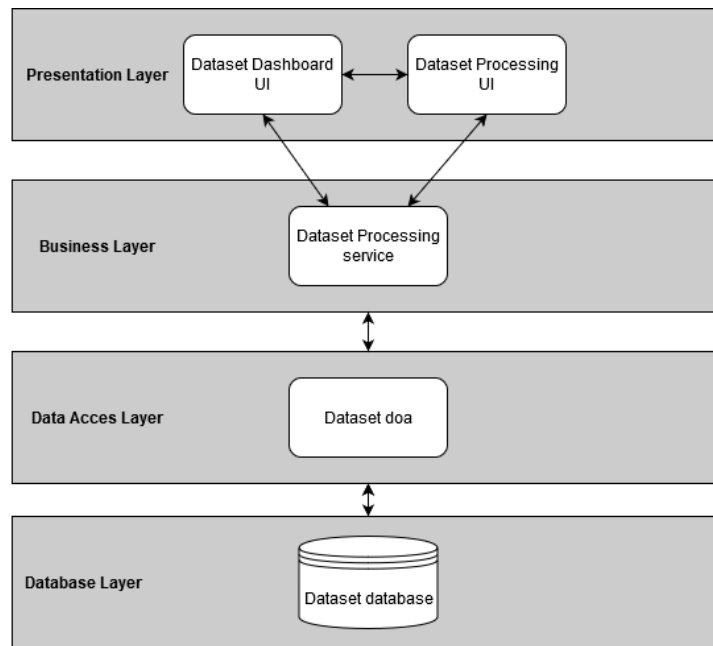 Presentation Layer
Dataset Dashboard
UI
Dataset Processing
UI
Business Layer
Dataset Processing
service
Data Acces Layer
Dataset doa
Database Layer
Dataset database